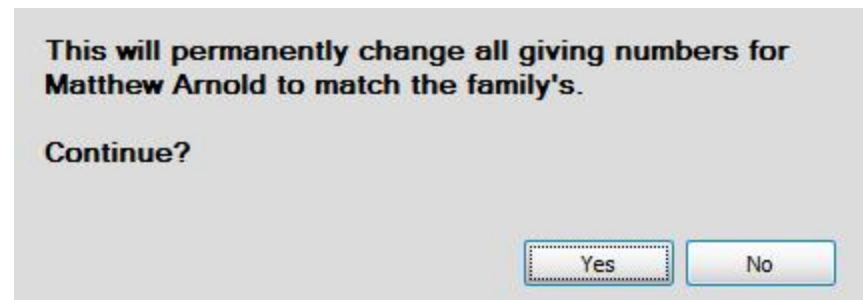 This will permanently change all giving numbers for
Matthew Arnold to match the family's.
Continue?
Yes No